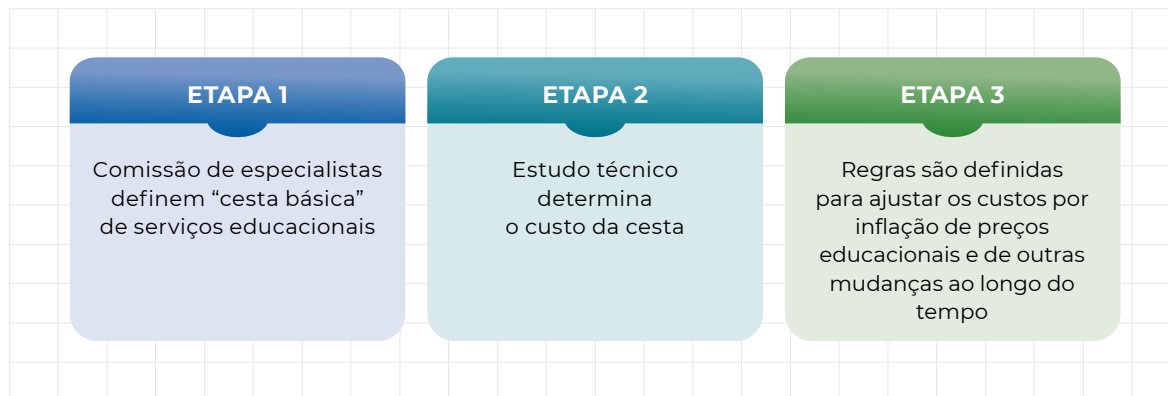 ETAPA 1
Comissão de especialistas
definem “cesta básica”
de serviços educacionais
ETAPA 2
Estudo técnico
determina
o custo da cesta
ETAPA 3
Regras são definidas
para ajustar os custos por
inflação de preços
educacionais e de outras
mudanças ao longo do
tempo